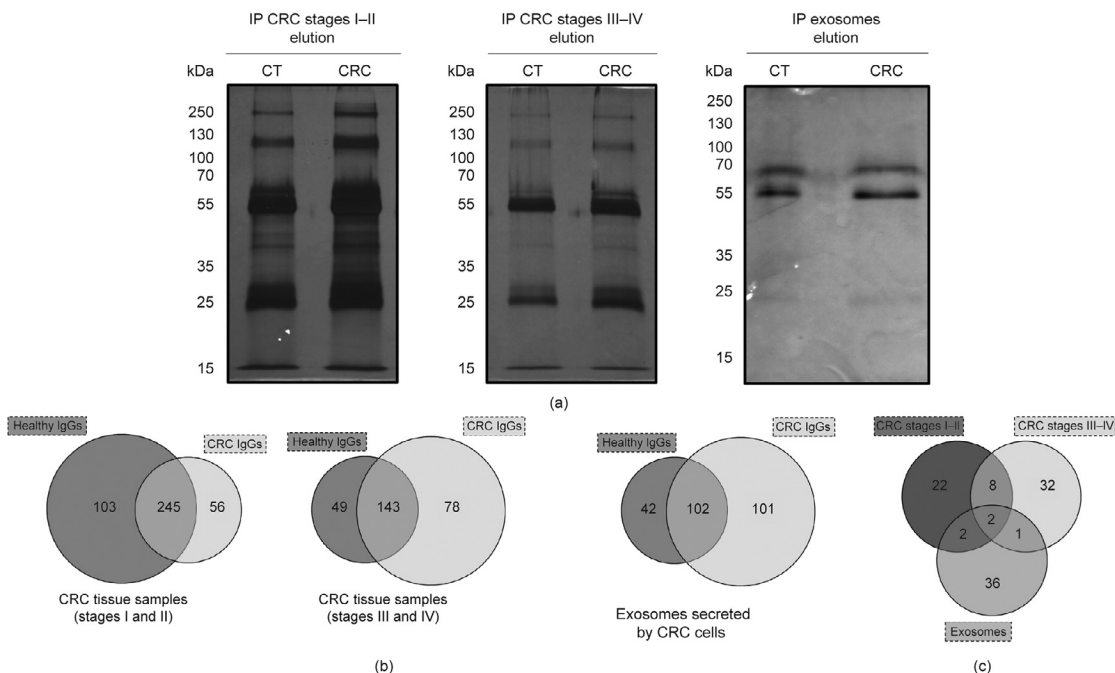 IP CRC stages I–II
elution
CT CRC
kDa
250
130
100
70
55
35
25
15
IP CRC stages III–IV
elution
CT CRC
kDa
250
130
100
70
55
35
25
15
IP exosomes
elution
CT CRC
kDa
250
130
100
70
55
35
25
15
(a)
Healthy IgGs
CRC IgGs
103 245 56
CRC tissue samples
(stages I and II)
Healthy IgGs
CRC IgGs
49 143 78
CRC tissue samples
(stages III and IV)
Healthy IgGs
CRC IgGs
42 102 101
Exosomes secreted
by CRC cells
(b)
CRC stages I–II
CRC stages III–IV
22 8 32
2
2 1
36
Exosomes
(c)